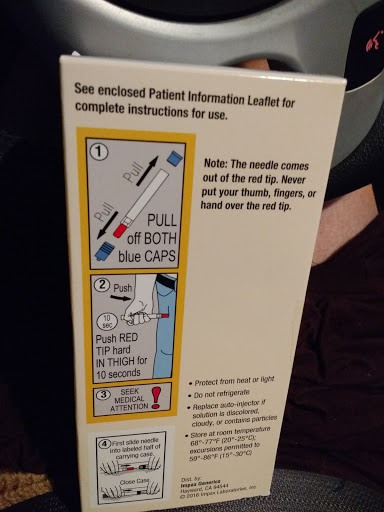 See enclosed Patient Information Leaflet for
complete instructions for use.
1
Pull
Pull
PULL
off BOTH
blue CAPS
Note: The needle comes
out of the red tip. Never
put your thumb, fingers, or
hand over the red tip.
2 Push
10
sec
Push RED
TIP hard
IN THIGH for
10 seconds
3 SEEK
MEDICAL
ATTENTION !
4 First slide needle
into labeled half of
carrying case.
Close Case
• Protect from heat or light
• Do not refrigerate
• Replace auto-injector if
solution is discolored,
cloudy, or contains particles
• Store at room temperature
68°-77°F (20°-25°C);
excursions permitted to
59°-86°F (15°-30°C)
Dist. by:
Impax Generics
Hayward, CA 94544
© 2016 Impax Laboratories, Inc.